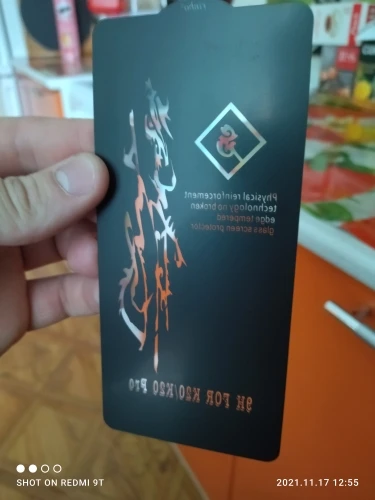 Physical reinforcement
technology no broken
edge tempered
glass screen protector
9H FOR K20/K20 Pro
SHOT ON REDMI 9T
2021.11.17 12:55